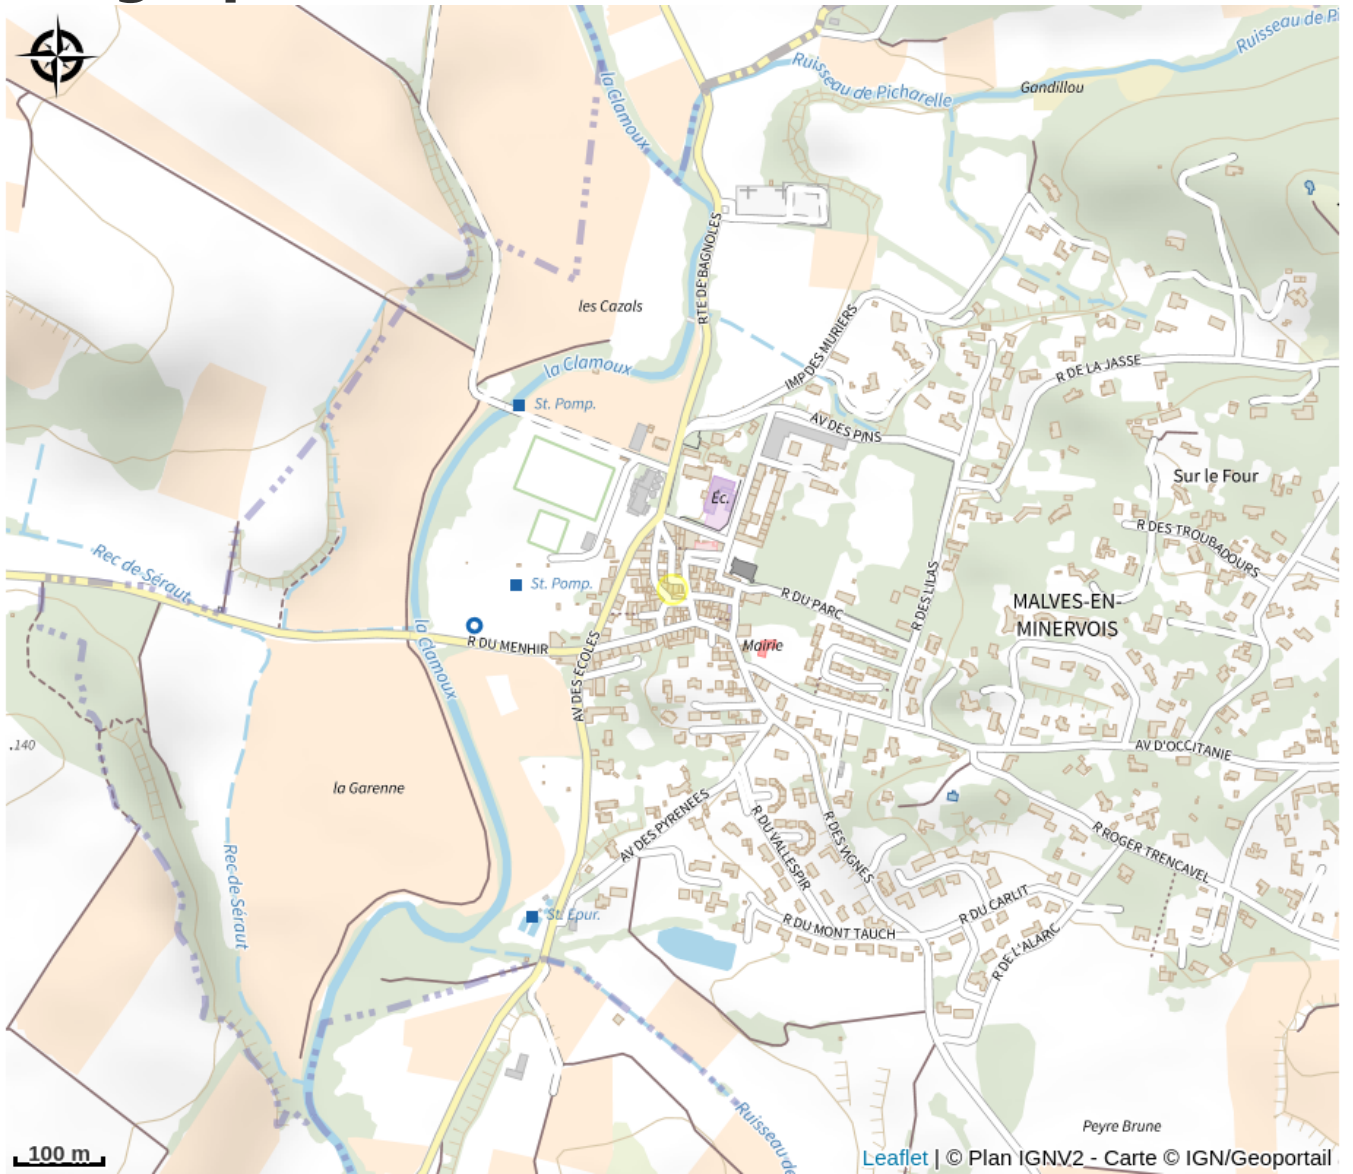 Ruisseau de Pi
Ruisseau de Picharelle
Gandillou
la Clamoux
RTE DE BAGNOLES
les Cazals
IMP DES MURIERS
la Clamoux
R DE LA JASSE
St. Pomp.
AV DES PINS
Sur le Four
Éc.
R DES TROUBADOURS
Rec de Séraut
St. Pomp.
R DU PARC
R DES LILAS
MALVES-EN-
MINERVOIS
la Clamoux
R DU MENHIR
AV DES ECOLES
Mairie
.140
AV D'OCCITANIE
la Garenne
AV DES PYRENEES
R DU VALLESPIR
R DES VIGNES
R ROGER TRENCAVEL
Rec de Séraut
St. Epur.
R DU MONT TAUCH
R DU CARLIT
R DE L'ALARIC
Ruisseau de
Peyre Brune
100 m
Leaflet | © Plan IGNV2 - Carte © IGN/Geoportail